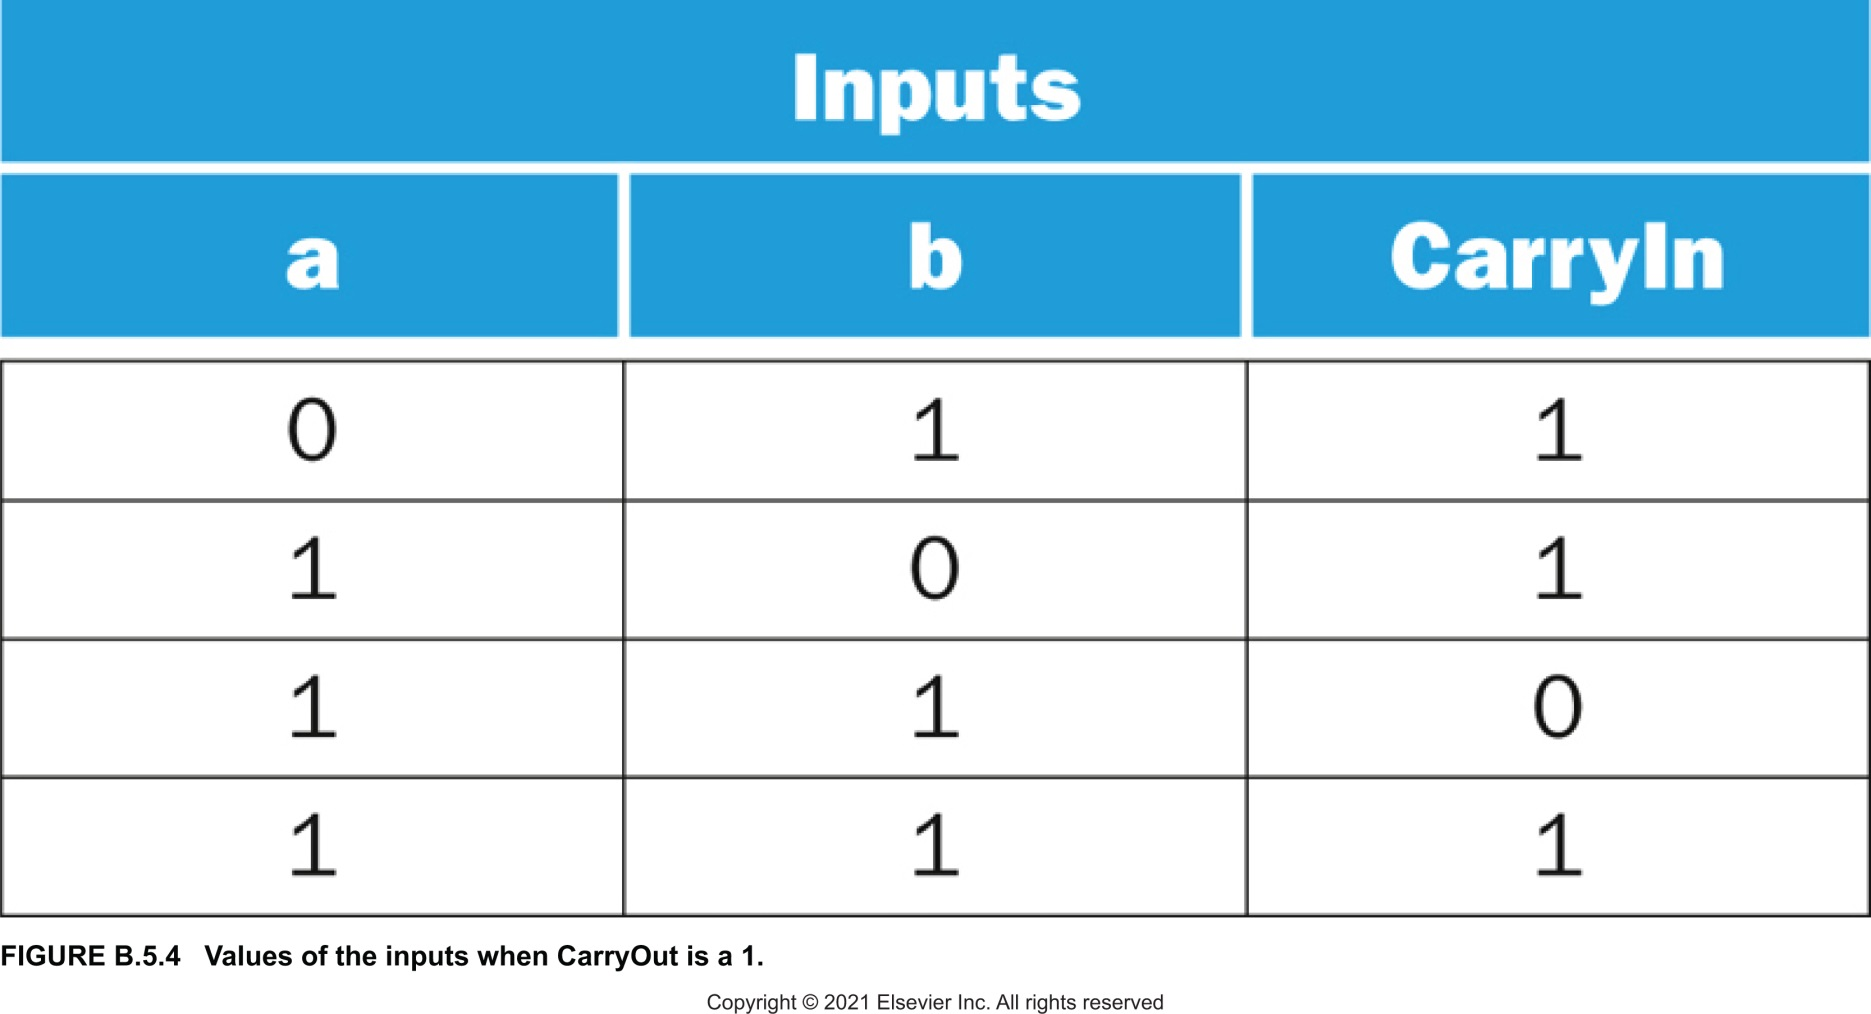 Inputs
a b CarryIn
0 1 1
1 0 1
1 1 0
1 1 1
FIGURE B.5.4 Values of the inputs when CarryOut is a 1.
Copyright © 2021 Elsevier Inc. All rights reserved